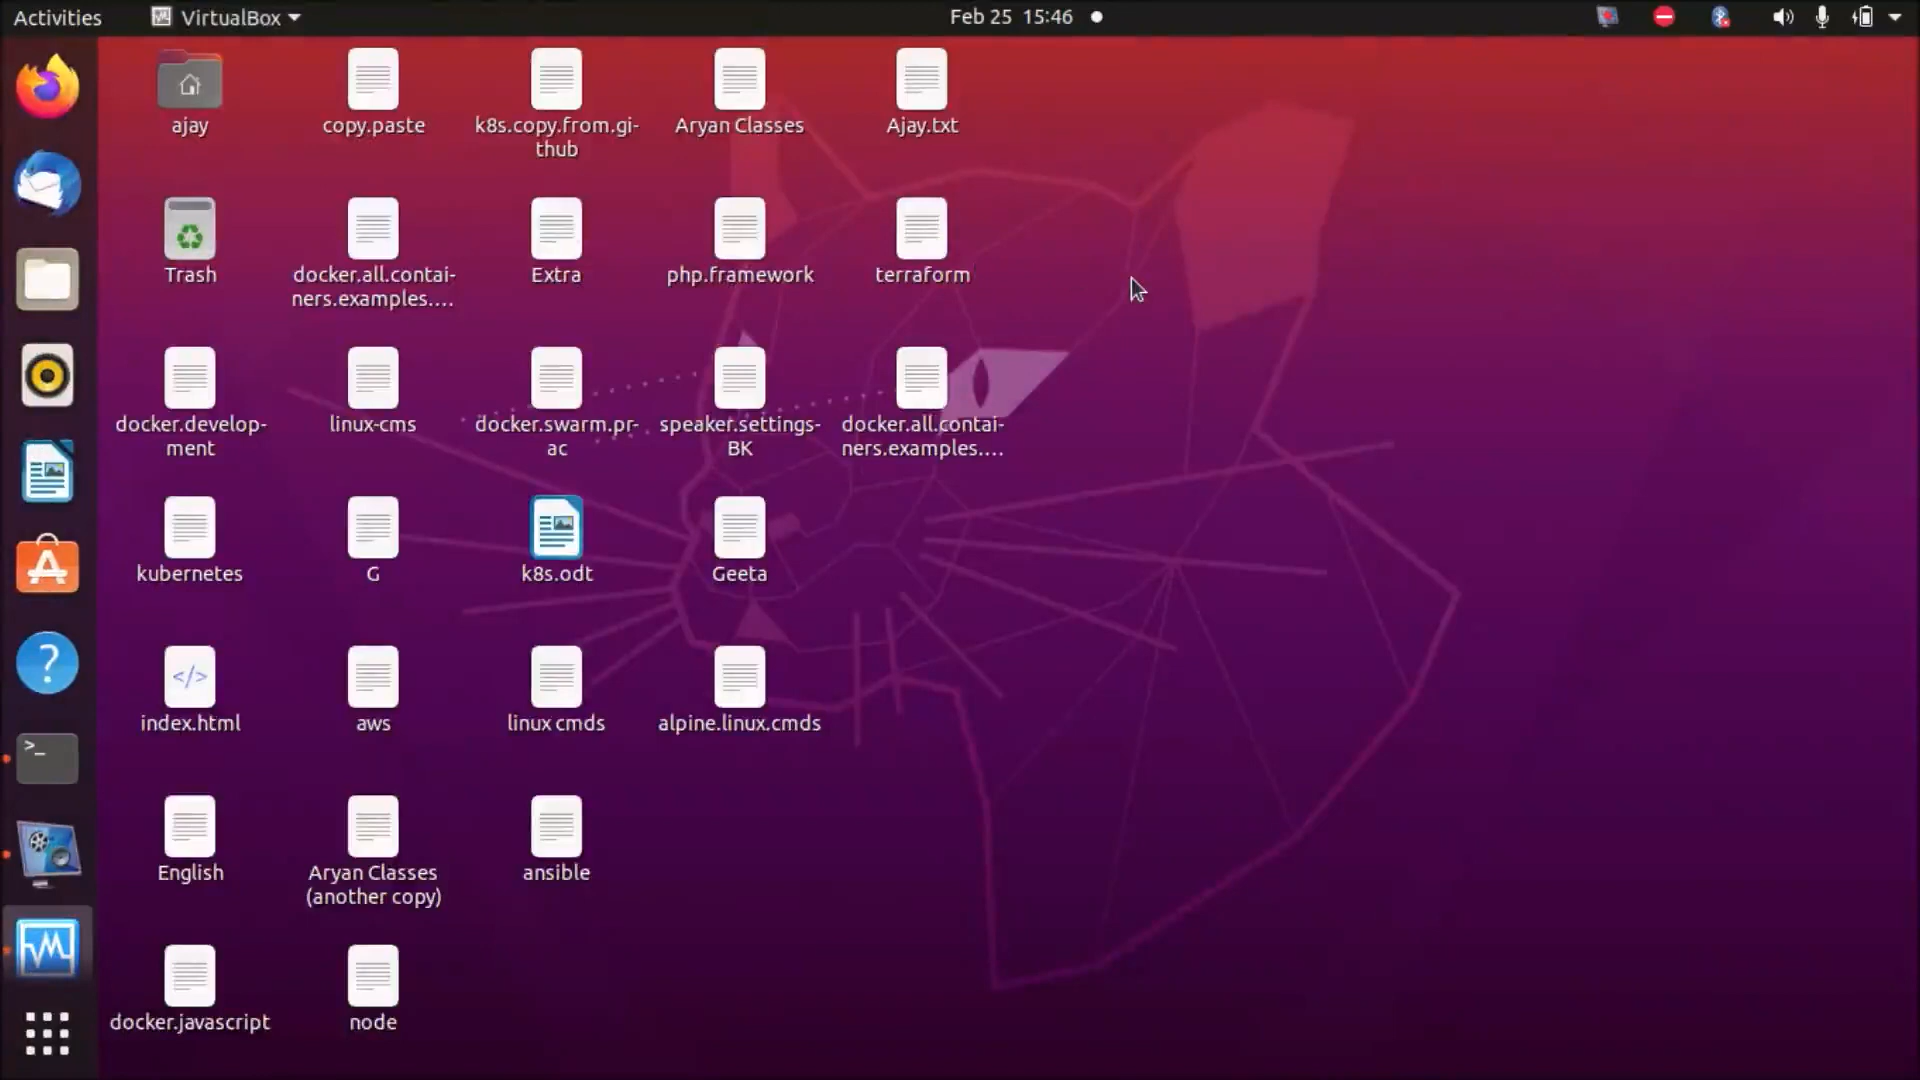 Activities
VirtualBox
Feb 25 15:46
ajay
copy.paste
k8s.copy.from.gi-
thub
Aryan Classes
Ajay.txt
Trash
docker.all.contai-
ners.examples....
Extra
php.framework
terraform
docker.develop-
ment
linux-cms
docker.swarm.pr-
ac
speaker.settings-
BK
docker.all.contai-
ners.examples....
kubernetes
G
k8s.odt
Geeta
index.html
aws
linux cmds
alpine.linux.cmds
English
Aryan Classes
(another copy)
ansible
docker.javascript
node